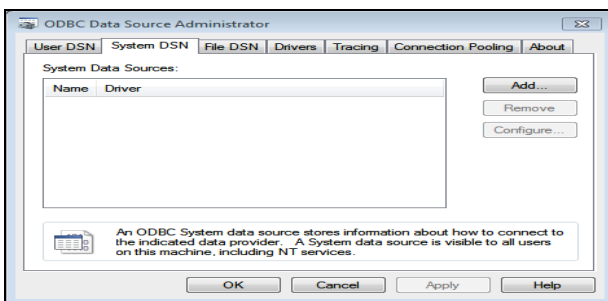 ODBC Data Source Administrator
User DSN System DSN File DSN Drivers Tracing Connection Pooling About
System Data Sources:
Name Driver
Add...
Remove
Configure...
An ODBC System data source stores information about how to connect to
the indicated data provider. A System data source is visible to all users
on this machine, including NT services.
OK Cancel Apply Help